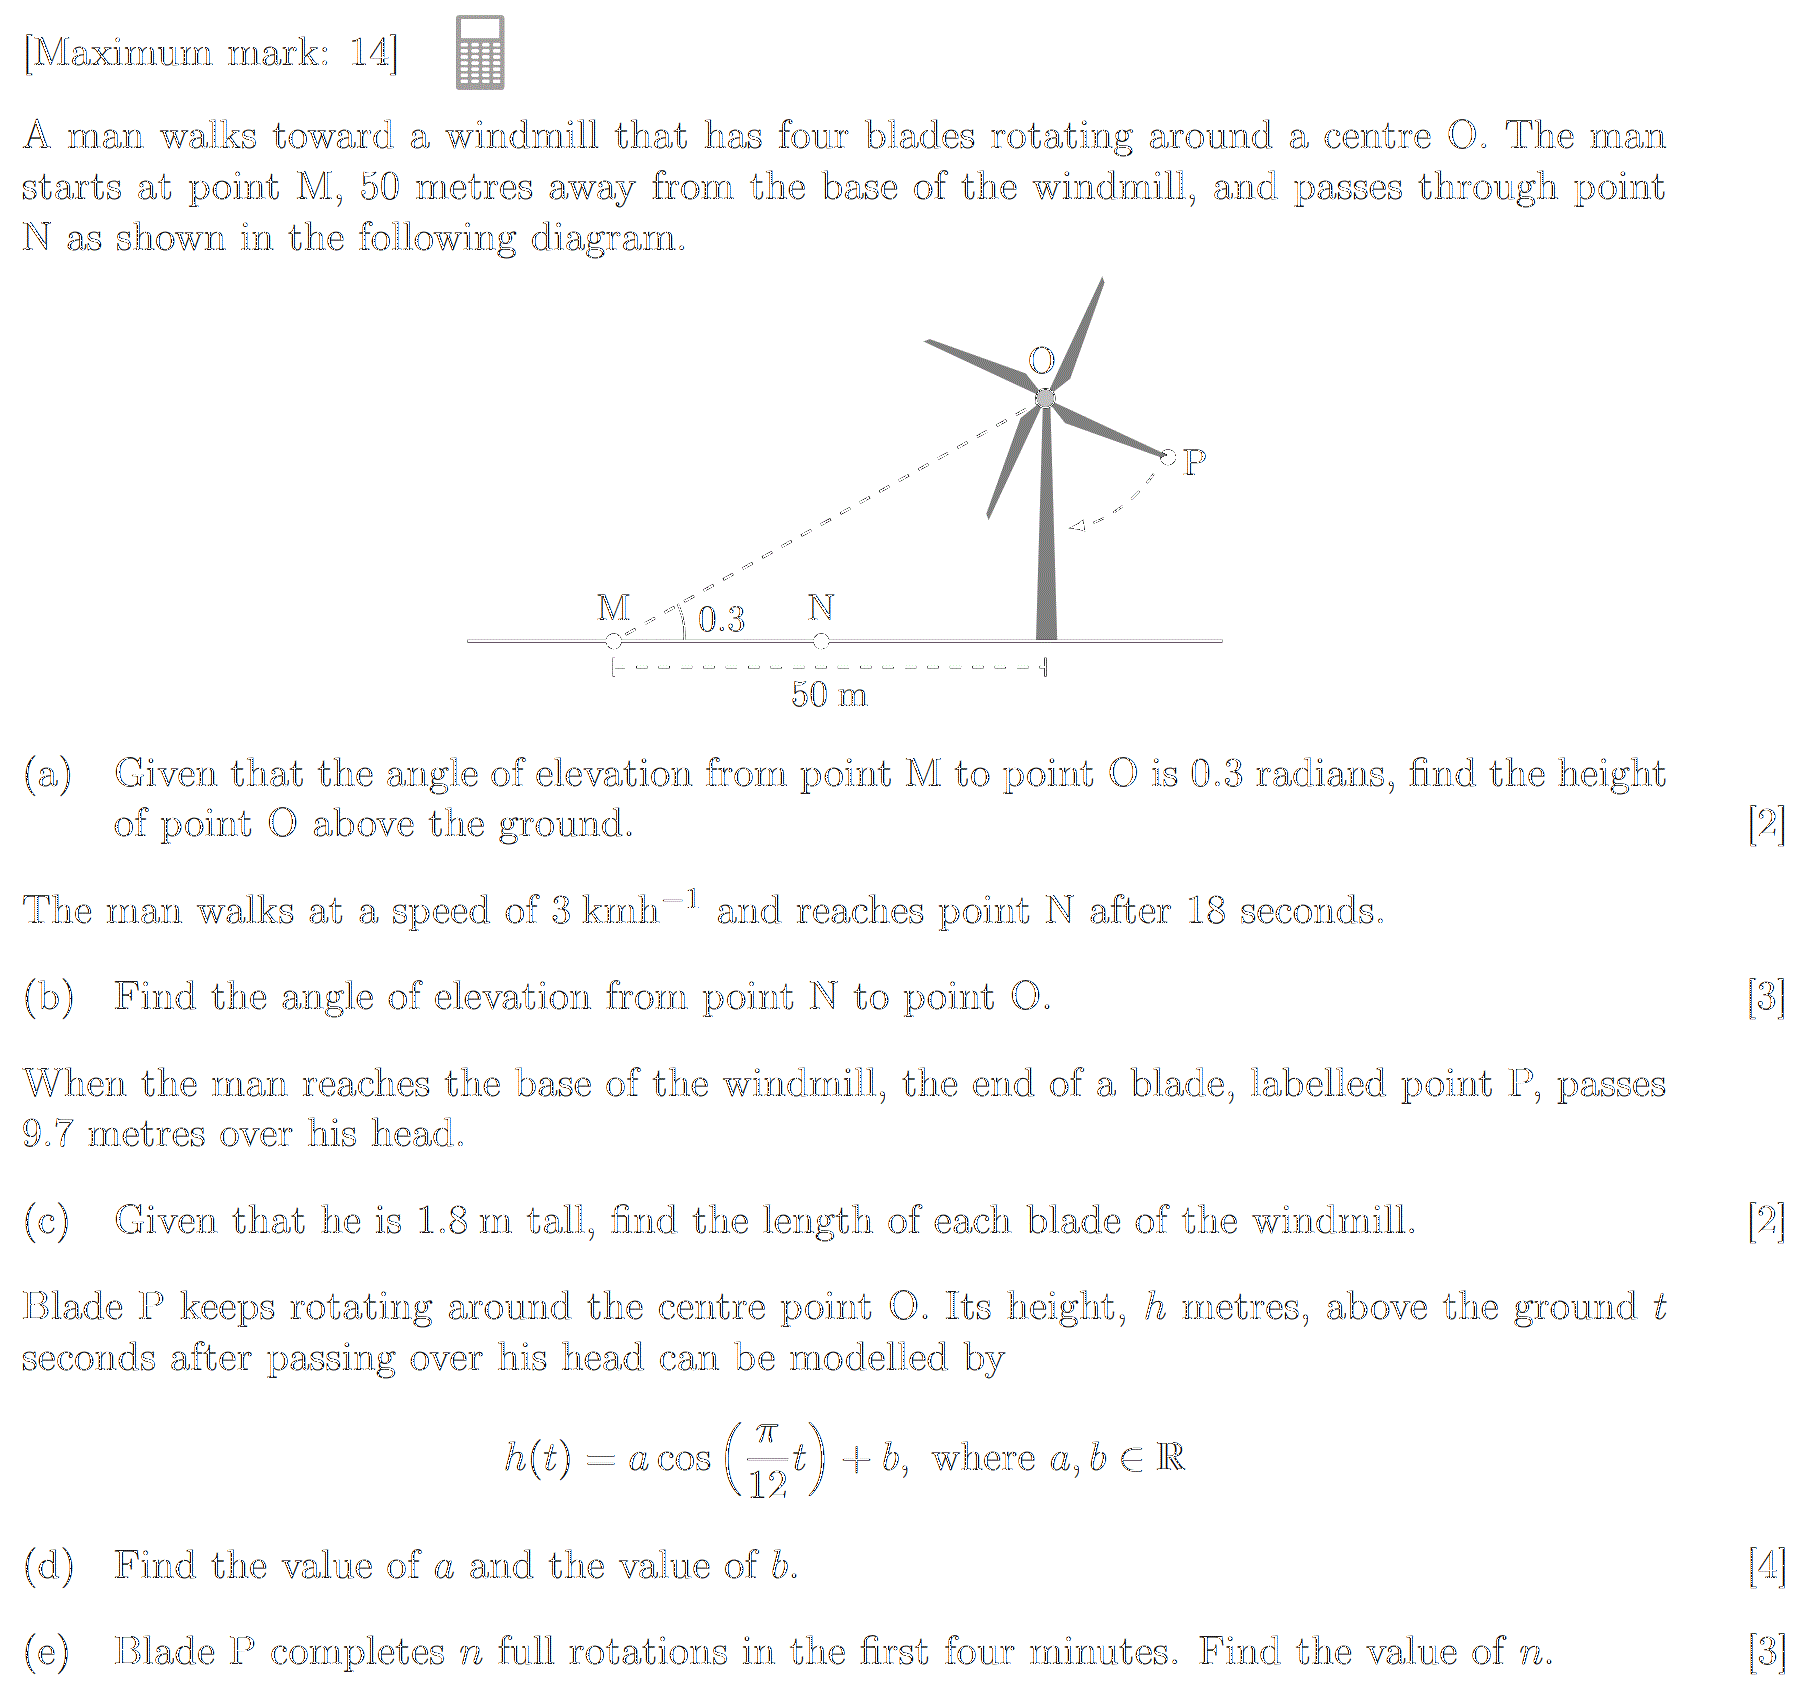 [Maximum mark: 14]
A man walks toward a windmill that has four blades rotating around a centre O. The man
starts at point M, 50 metres away from the base of the windmill, and passes through point
N as shown in the following diagram.
O
P
M
0.3
N
50 m
(a) Given that the angle of elevation from point M to point O is 0.3 radians, find the height
of point O above the ground. [2]
The man walks at a speed of 3 kmh⁻¹ and reaches point N after 18 seconds.
(b) Find the angle of elevation from point N to point O. [3]
When the man reaches the base of the windmill, the end of a blade, labelled point P, passes
9.7 metres over his head.
(c) Given that he is 1.8 m tall, find the length of each blade of the windmill. [2]
Blade P keeps rotating around the centre point O. Its height, h metres, above the ground t
seconds after passing over his head can be modelled by
h(t) = a cos(π/12 t) + b, where a, b ∈ ℝ
(d) Find the value of a and the value of b. [4]
(e) Blade P completes n full rotations in the first four minutes. Find the value of n. [3]